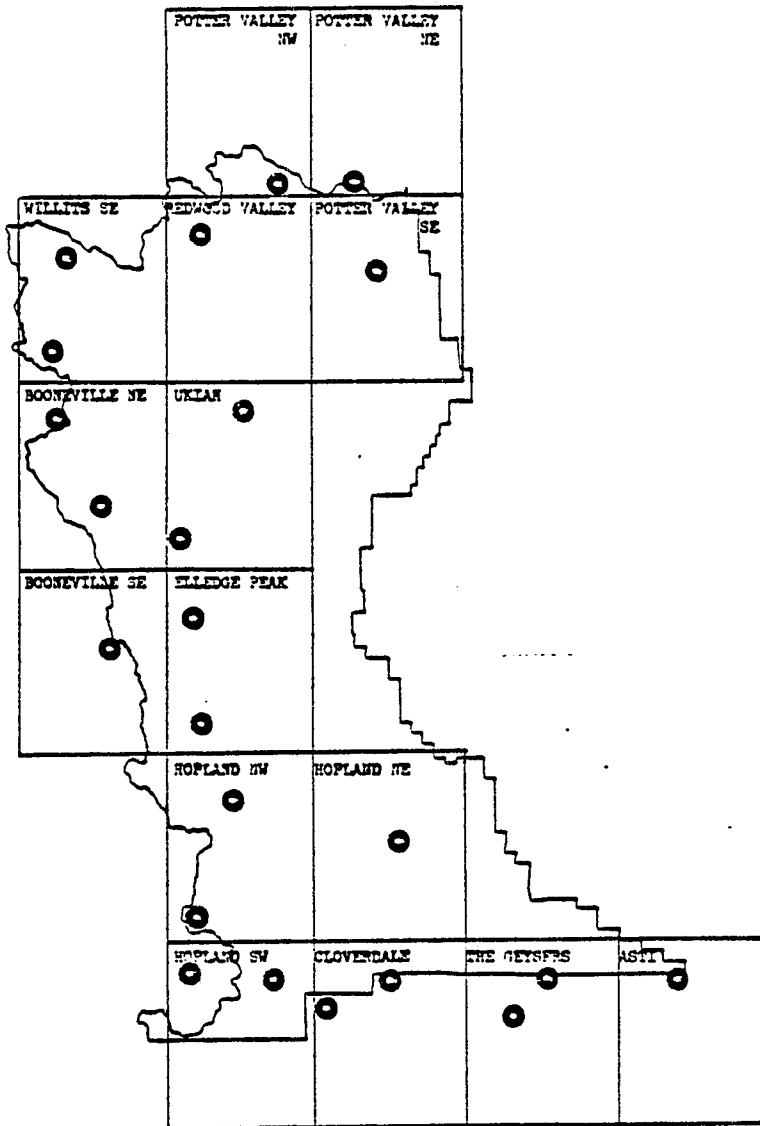 POTTER VALLEY
NW
POTTER VALLEY
NE
WILLITS SE
REDWOOD VALLEY
POTTER VALLEY
SE
BOONEVILLE NE
UKIAH
BOONEVILLE SE
ELLEDGE PEAK
HOPLAND NW
HOPLAND NE
HOPLAND SW
CLOVERDALE
THE GEYSERS
ASTI